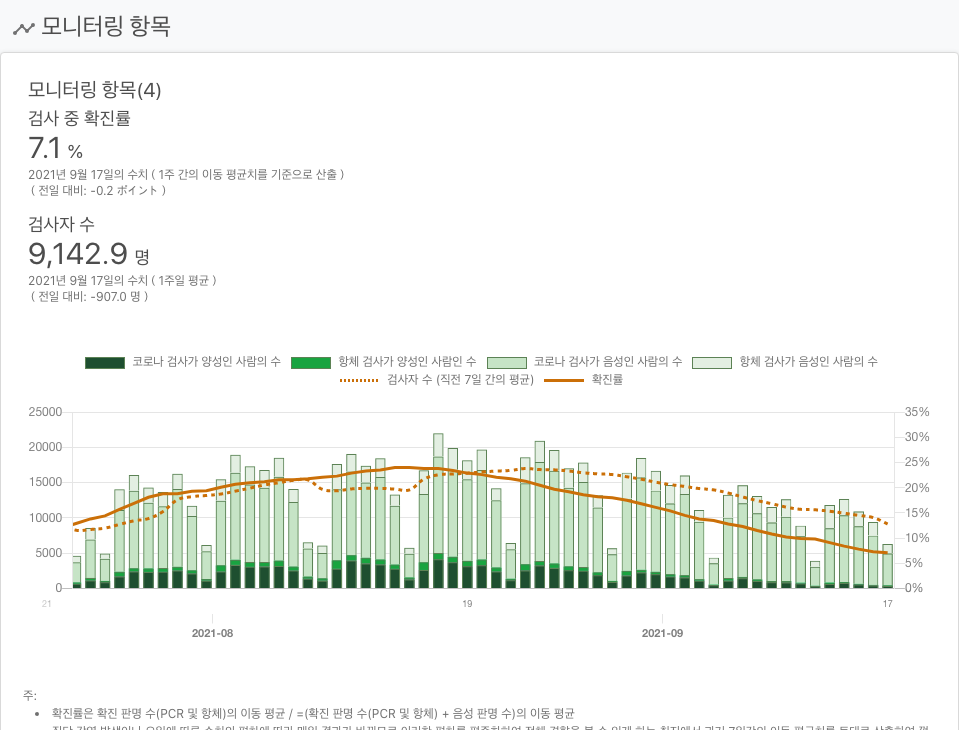 모니터링 항목
모니터링 항목(4)
검사 중 확진률
7.1 %
2021년 9월 17일의 수치 ( 1주 간의 이동 평균치를 기준으로 산출 )
( 전일 대비: -0.2 ポイント )
검사자 수
9,142.9 명
2021년 9월 17일의 수치 ( 1주일 평균 )
( 전일 대비: -907.0 명 )
코로나 검사가 양성인 사람의 수 항체 검사가 양성인 사람인 수 코로나 검사가 음성인 사람의 수 항체 검사가 음성인 사람의 수
검사자 수 (직전 7일 간의 평균) 확진률
25000 35%
30%
20000
25%
15000 20%
15%
10000
10%
5000
5%
0 0%
21 19 17
2021-08 2021-09
주:
• 확진률은 확진 판명 수(PCR 및 항체)의 이동 평균 / =(확진 판명 수(PCR 및 항체) + 음성 판명 수)의 이동 평균